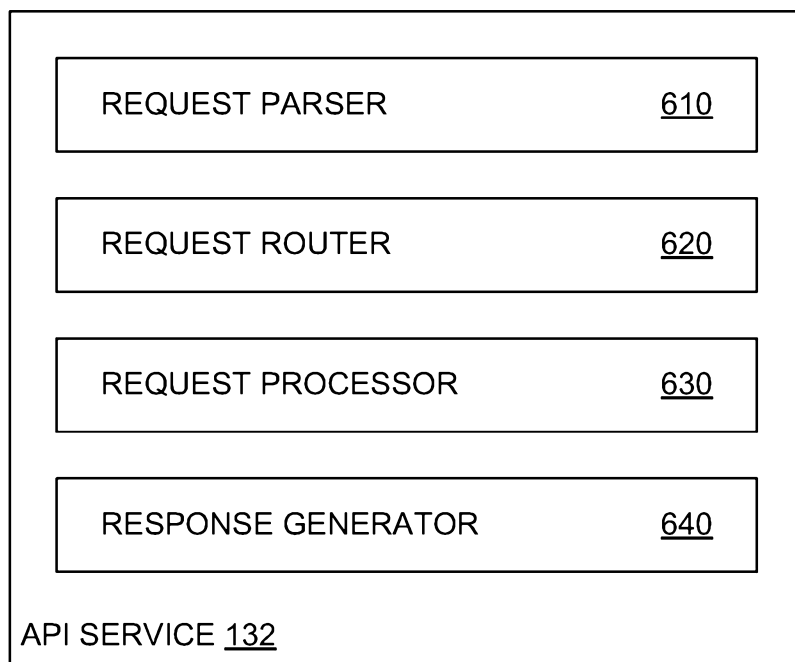 REQUEST PARSER 610
REQUEST ROUTER 620
REQUEST PROCESSOR 630
RESPONSE GENERATOR 640
API SERVICE 132